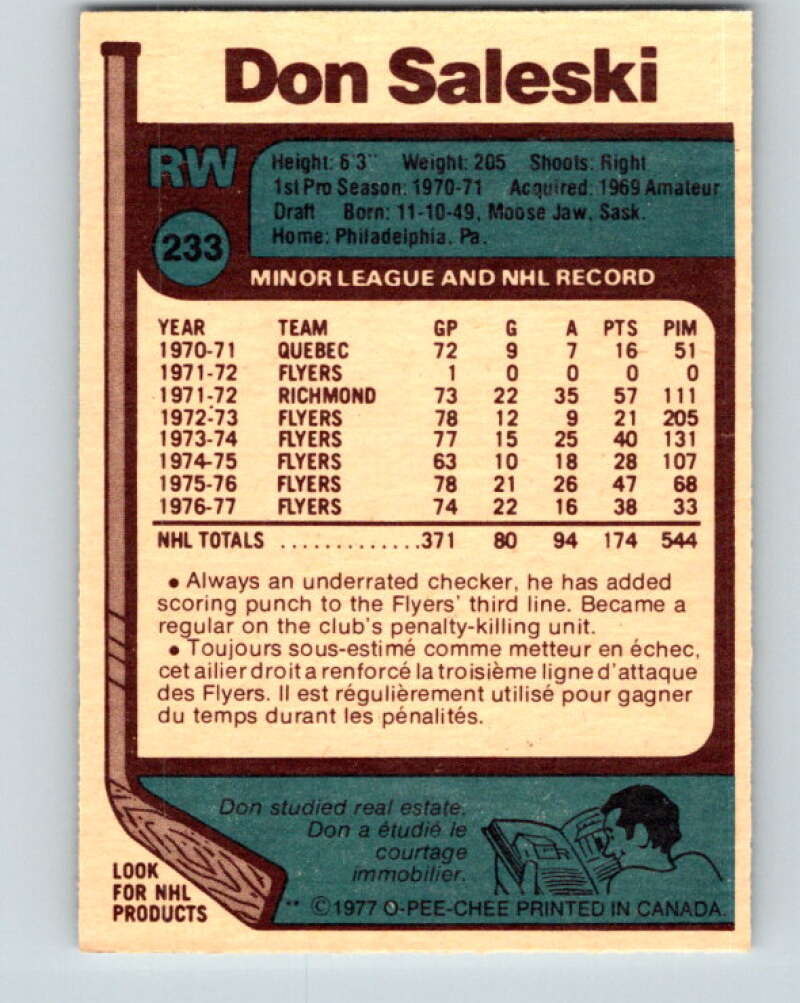 Don Saleski
RW
Height: 6'3" Weight: 205 Shoots: Right
1st Pro Season: 1970-71 Acquired: 1969 Amateur
Draft Born: 11-10-49, Moose Jaw, Sask.
Home: Philadelphia, Pa.
233
MINOR LEAGUE AND NHL RECORD
YEAR TEAM GP G A PTS PIM
1970-71 QUEBEC 72 9 7 16 51
1971-72 FLYERS 1 0 0 0 0
1971-72 RICHMOND 73 22 35 57 111
1972-73 FLYERS 78 12 9 21 205
1973-74 FLYERS 77 15 25 40 131
1974-75 FLYERS 63 10 18 28 107
1975-76 FLYERS 78 21 26 47 68
1976-77 FLYERS 74 22 16 38 33
NHL TOTALS .............371 80 94 174 544
• Always an underrated checker, he has added
scoring punch to the Flyers' third line. Became a
regular on the club's penalty-killing unit.
• Toujours sous-estimé comme metteur en échec,
cet ailier droit a renforcé la troisième ligne d'attaque
des Flyers. Il est régulièrement utilisé pour gagner
du temps durant les pénalités.
Don studied real estate.
Don a étudié le
courtage
immobilier.
LOOK
FOR NHL
PRODUCTS
** ©1977 O-PEE-CHEE PRINTED IN CANADA.